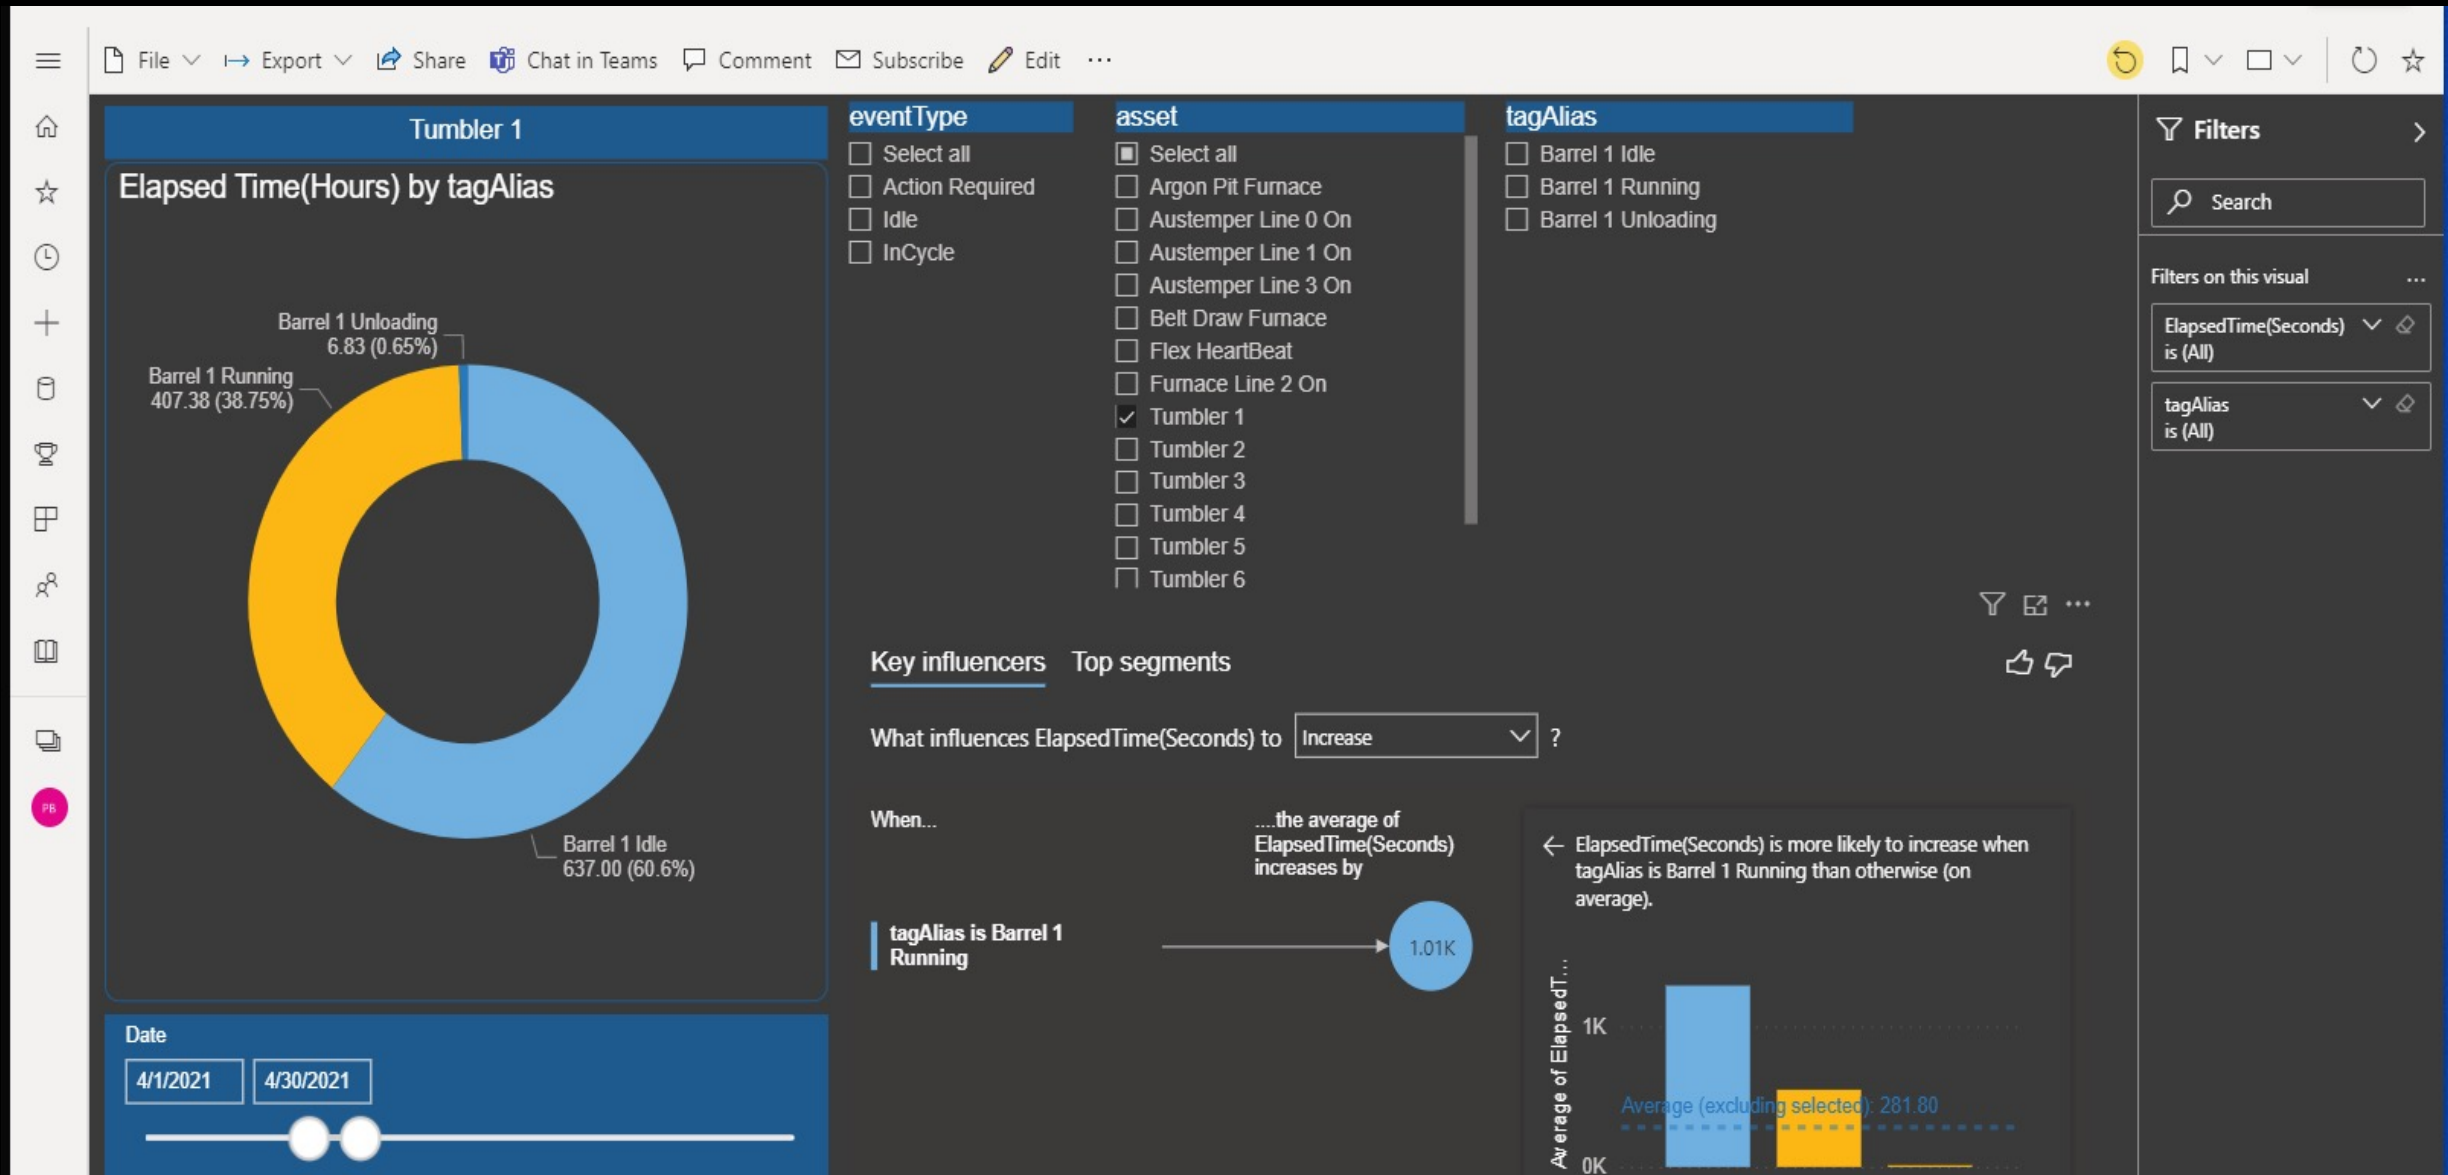 File
Export
Share
Chat in Teams
Comment
Subscribe
Edit
Tumbler 1
Elapsed Time(Hours) by tagAlias
Barrel 1 Unloading
6.83 (0.65%)
Barrel 1 Running
407.38 (38.75%)
Barrel 1 Idle
637.00 (60.6%)
Date
4/1/2021
4/30/2021
eventType
Select all
Action Required
Idle
InCycle
asset
Select all
Argon Pit Furnace
Austemper Line 0 On
Austemper Line 1 On
Austemper Line 3 On
Belt Draw Furnace
Flex HeartBeat
Furnace Line 2 On
Tumbler 1
Tumbler 2
Tumbler 3
Tumbler 4
Tumbler 5
Tumbler 6
tagAlias
Barrel 1 Idle
Barrel 1 Running
Barrel 1 Unloading
Key influencers
Top segments
What influences ElapsedTime(Seconds) to Increase ?
When...
....the average of
ElapsedTime(Seconds)
increases by
tagAlias is Barrel 1
Running
1.01K
ElapsedTime(Seconds) is more likely to increase when
tagAlias is Barrel 1 Running than otherwise (on
average).
Average of ElapsedT...
1K
Average (excluding selected): 281.80
0K
Filters
Search
Filters on this visual
ElapsedTime(Seconds)
is (All)
tagAlias
is (All)
PB